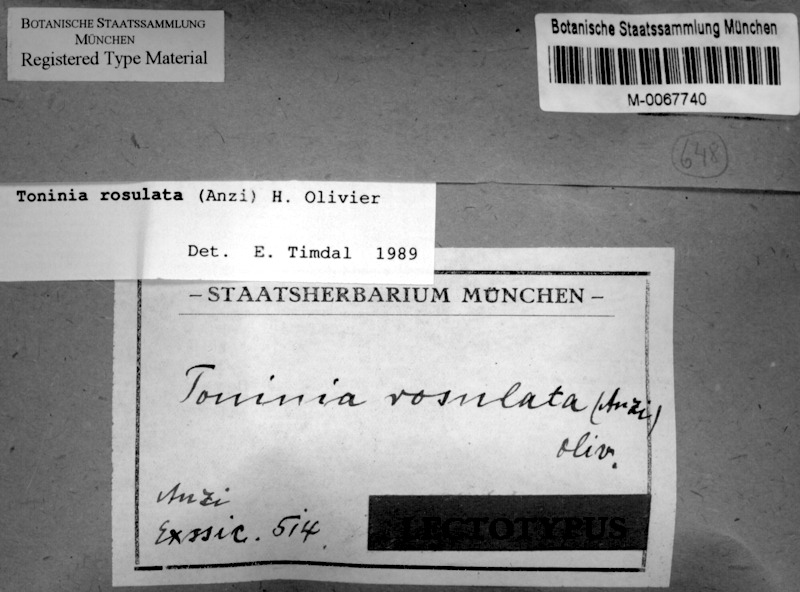 BOTANISCHE STAATSSAMMLUNG
MÜNCHEN
Registered Type Material
Botanische Staatssammlung München
M-0067740
648
Toninia rosulata (Anzi) H. Olivier
Det. E. Timdal 1989
– STAATSHERBARIUM MÜNCHEN –
Toninia rosulata (Anzi)
Oliv.
Anzi
Exssic. 514.
LECTOTYPUS